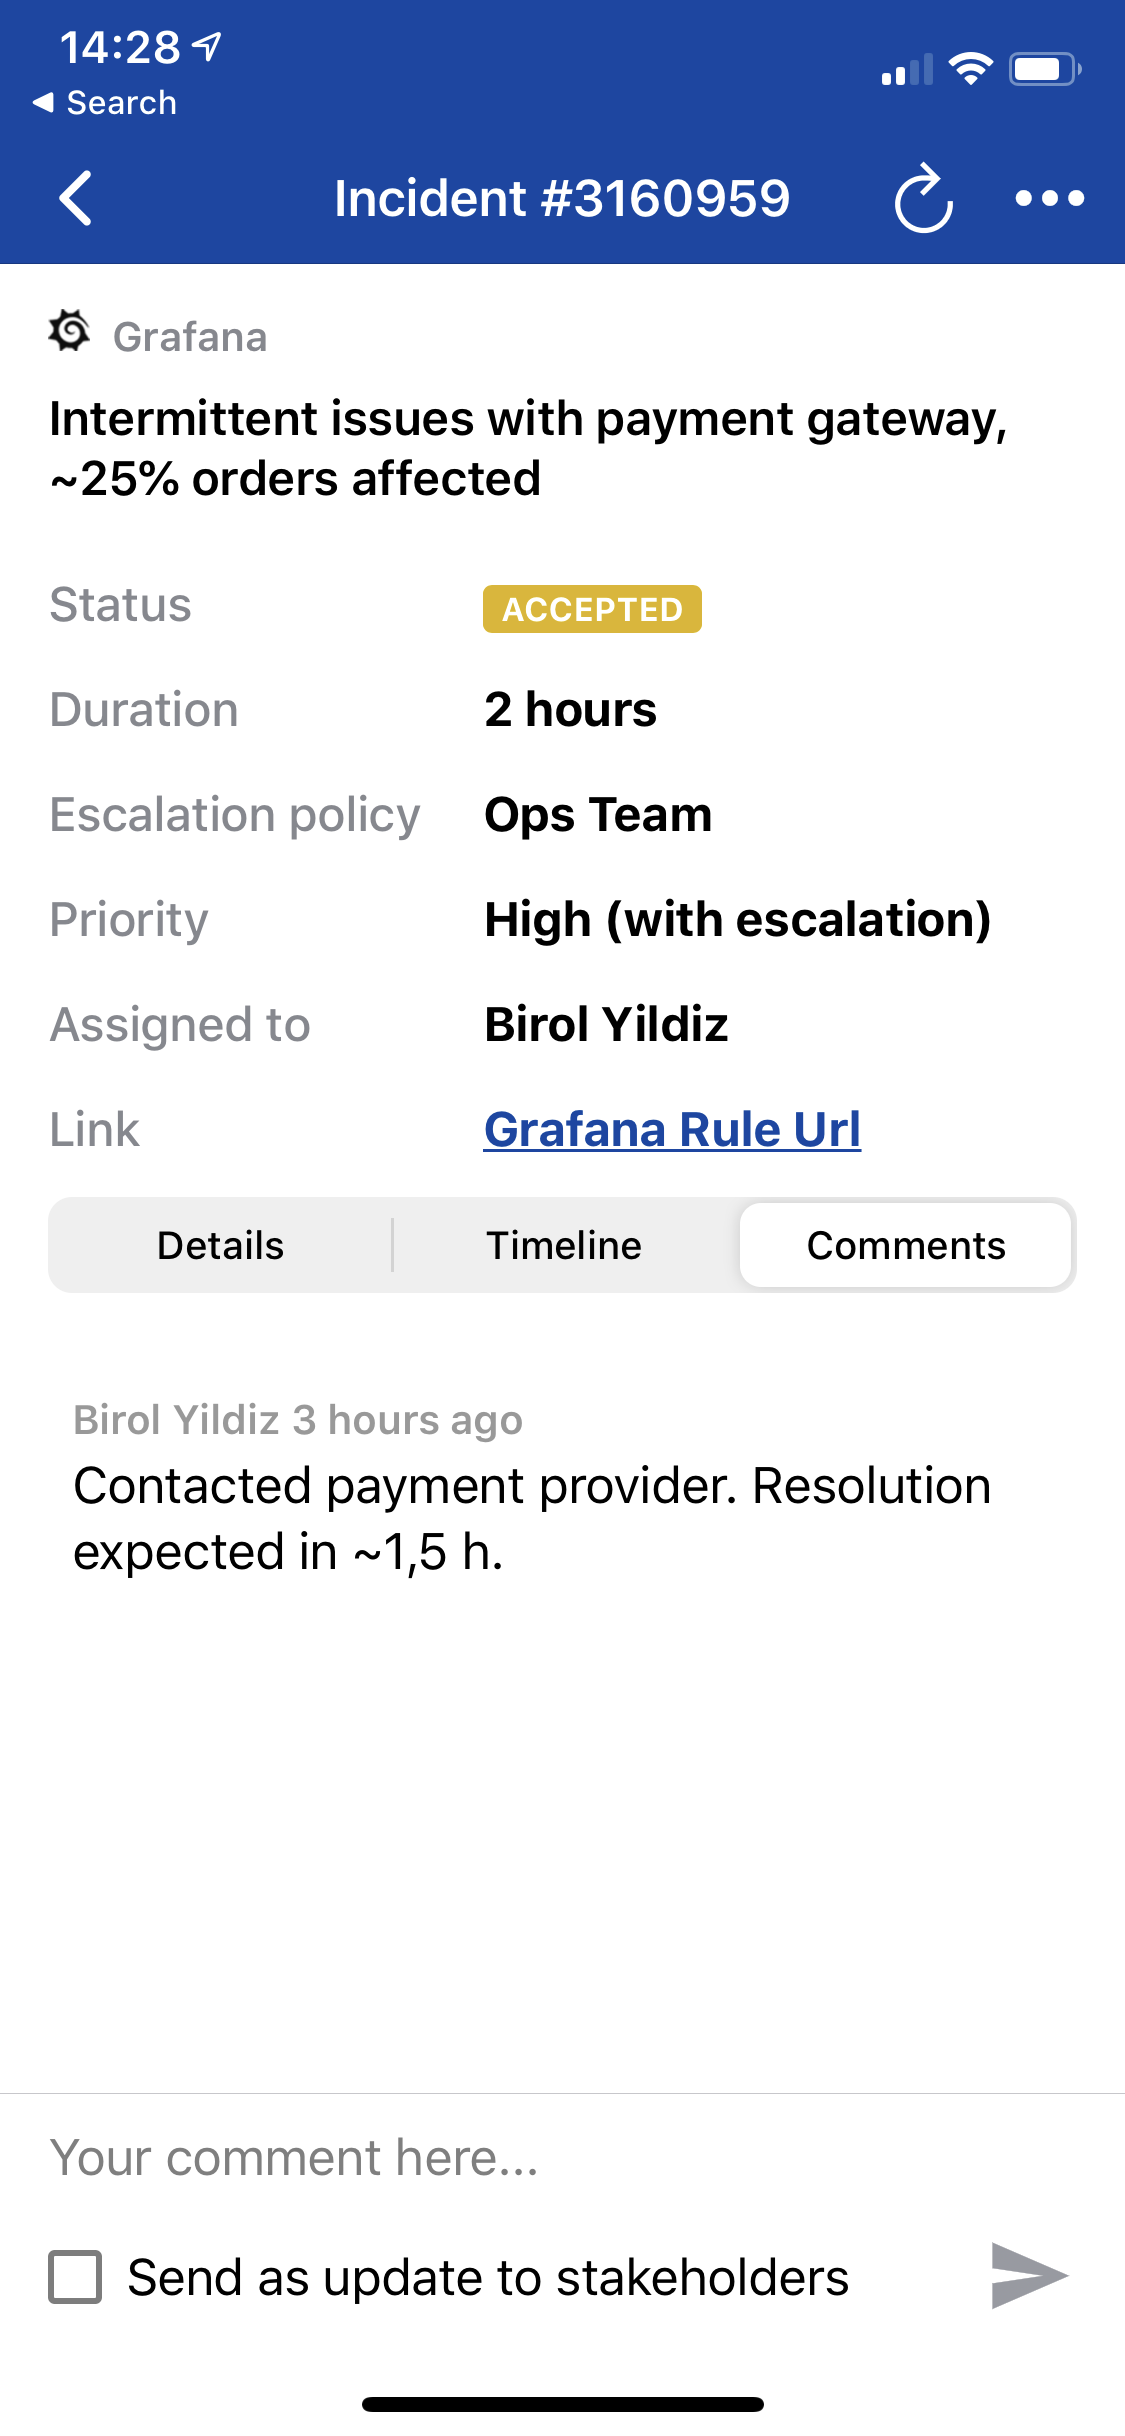 14:28
Search
Incident #3160959
Grafana
Intermittent issues with payment gateway,
~25% orders affected
Status ACCEPTED
Duration 2 hours
Escalation policy Ops Team
Priority High (with escalation)
Assigned to Birol Yildiz
Link Grafana Rule Url
Details Timeline Comments
Birol Yildiz 3 hours ago
Contacted payment provider. Resolution
expected in ~1,5 h.
Your comment here...
Send as update to stakeholders